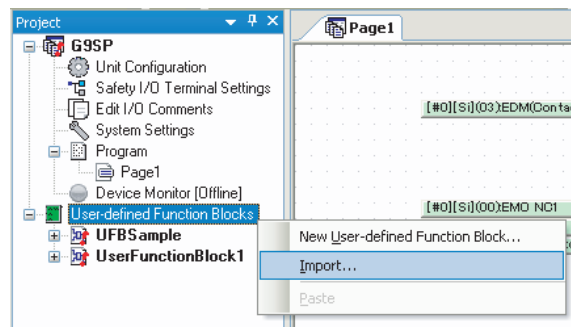 Project
G9SP
Unit Configuration
Safety I/O Terminal Settings
Edit I/O Comments
System Settings
Program
Page1
Device Monitor [Offline]
User-defined Function Blocks
UFBSample
UserFunctionBlock1
Page1
[#0][Si](03):EDM(Conta
[#0][Si](00):EMO NO1
New User-defined Function Block...
Import...
Paste